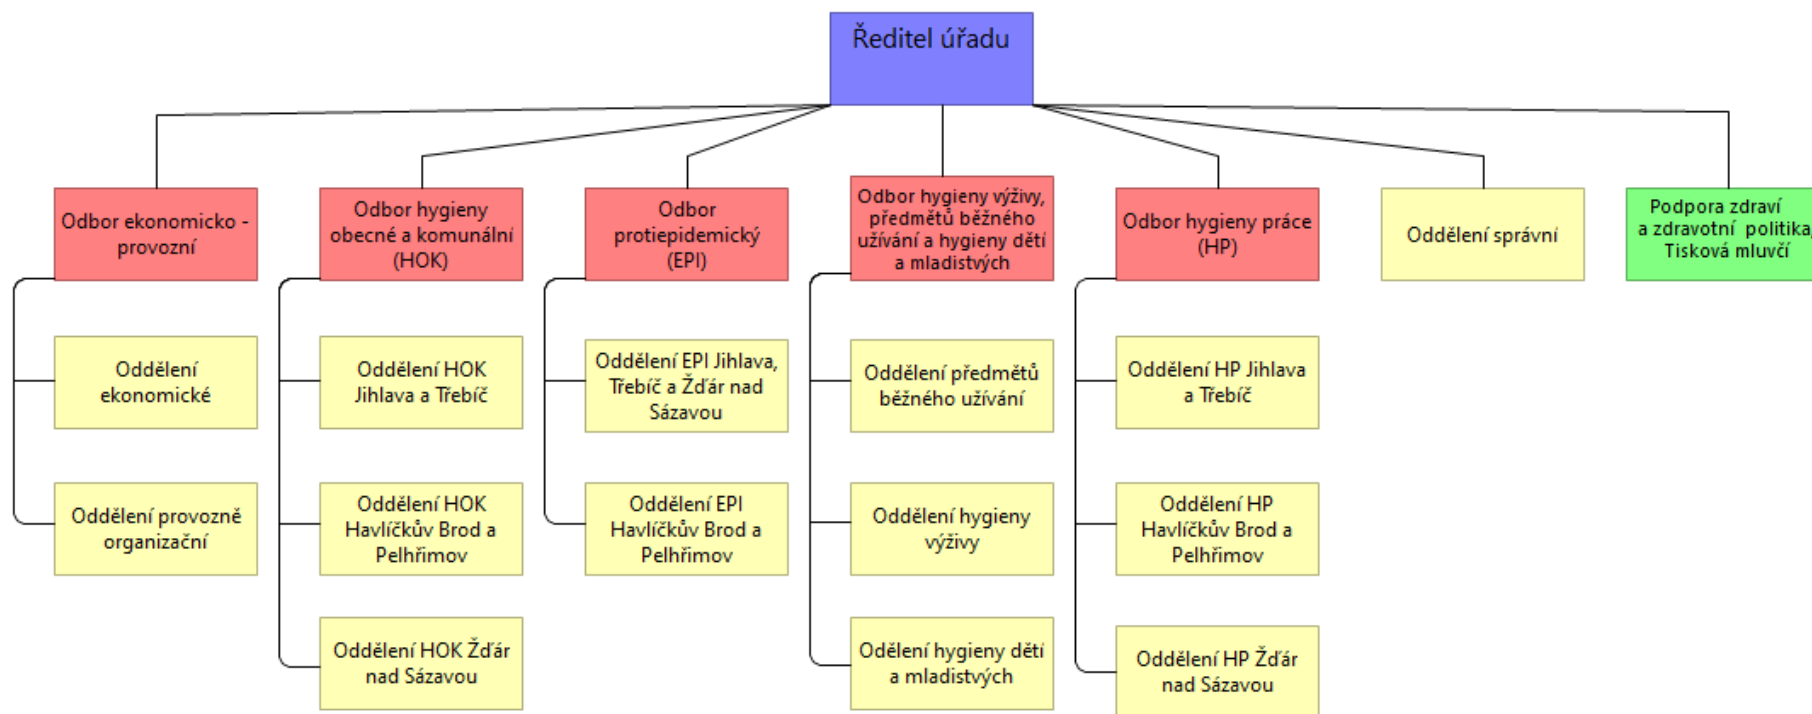 Ředitel úřadu
Odbor ekonomicko -
provozní
Odbor hygieny
obecné a komunální
(HOK)
Odbor
protiepidemický
(EPI)
Odbor hygieny výživy,
předmětů běžného
užívání a hygieny dětí
a mladistvých
Odbor hygieny práce
(HP)
Oddělení správní
Podpora zdraví
a zdravotní politika,
Tisková mluvčí
Oddělení
ekonomické
Oddělení HOK
Jihlava a Třebíč
Oddělení EPI Jihlava,
Třebíč a Žďár nad
Sázavou
Oddělení předmětů
běžného užívání
Oddělení HP Jihlava
a Třebíč
Oddělení provozně
organizační
Oddělení HOK
Havlíčkův Brod a
Pelhřimov
Oddělení EPI
Havlíčkův Brod a
Pelhřimov
Oddělení hygieny
výživy
Oddělení HP
Havlíčkův Brod a
Pelhřimov
Oddělení HOK Žďár
nad Sázavou
Odělení hygieny dětí
a mladistvých
Oddělení HP Žďár
nad Sázavou